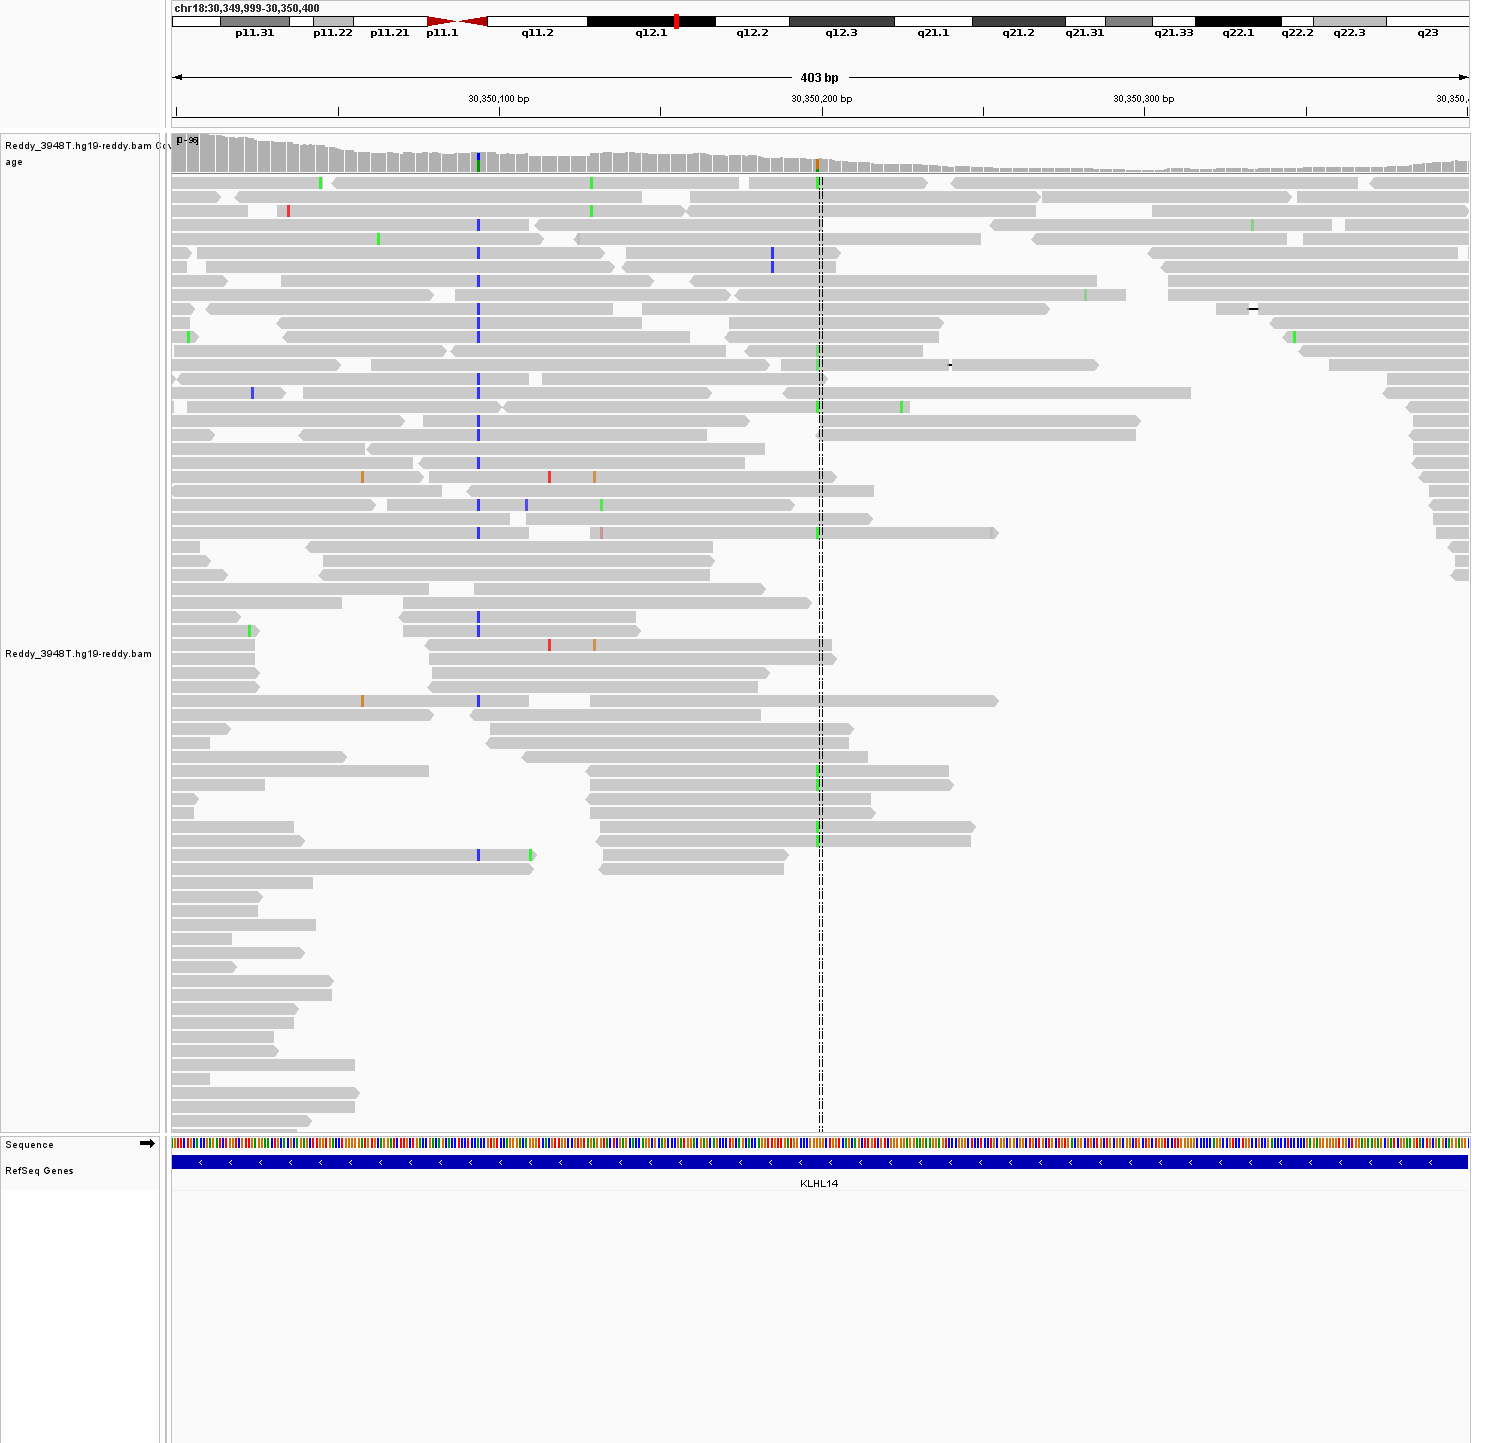 chr18:30,349,999-30,350,400
p11.31 p11.22 p11.21 p11.1 q11.2 q12.1 q12.2 q12.3 q21.1 q21.2 q21.31 q21.33 q22.1 q22.2 q22.3 q23
403 bp
30,350,100 bp 30,350,200 bp 30,350,300 bp 30,350,
Reddy_3948T.hg19-reddy.bam Cov
age
[0-96]
Reddy_3948T.hg19-reddy.bam
Sequence
RefSeq Genes
KLHL14